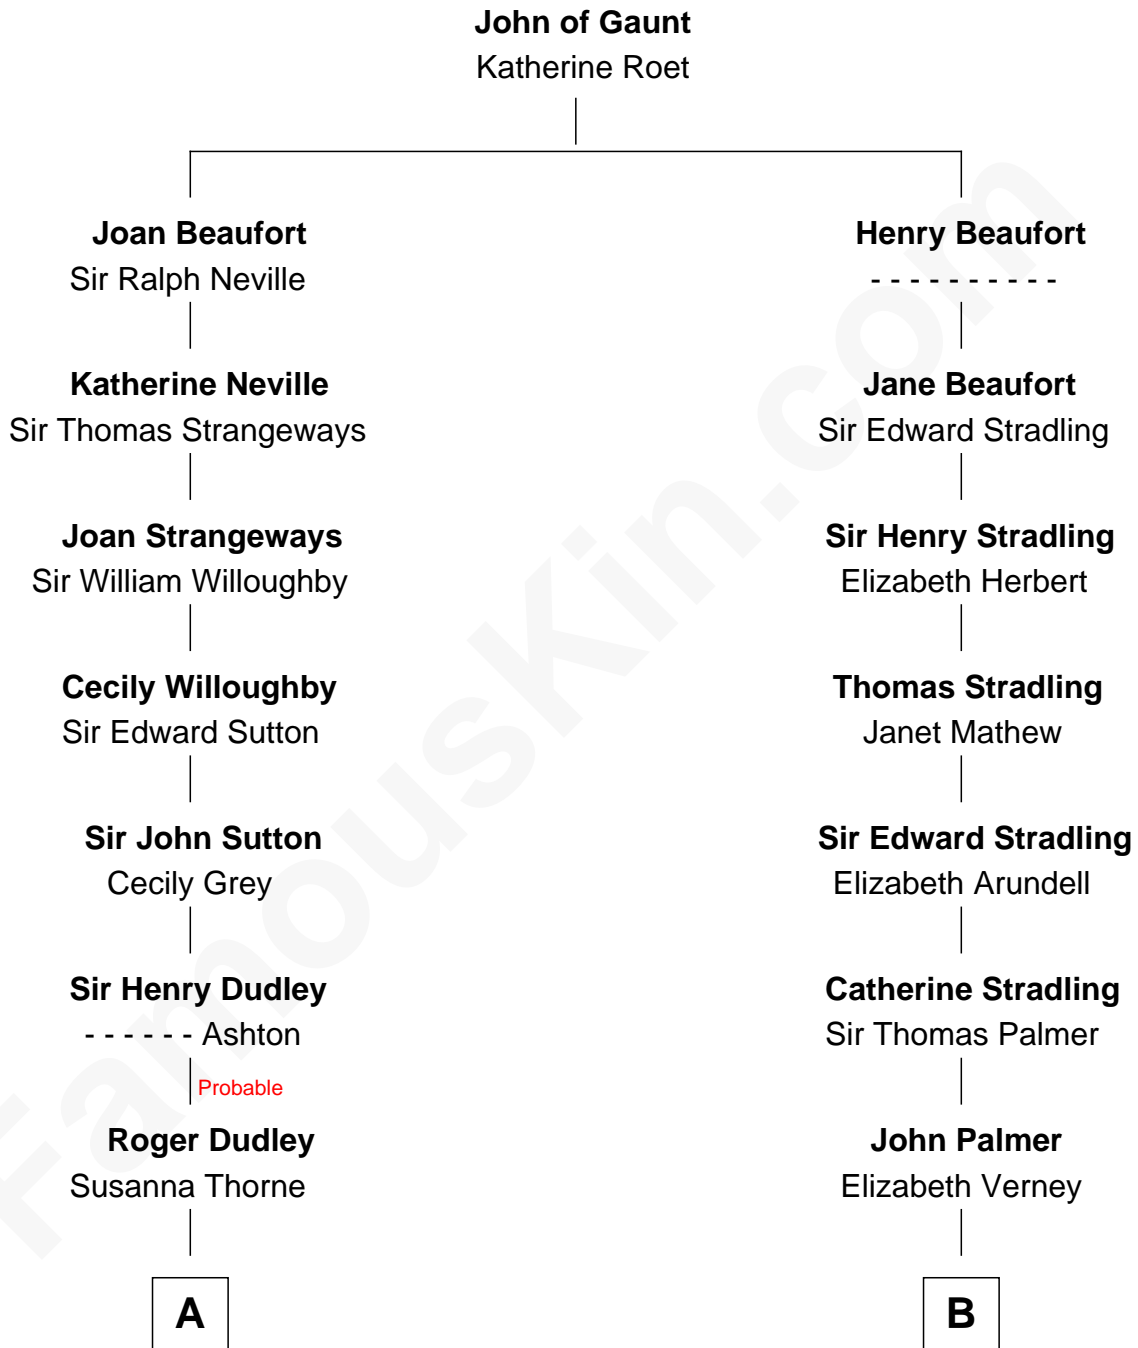 John of Gaunt
Katherine Roet
Joan Beaufort
Sir Ralph Neville
Katherine Neville
Sir Thomas Strangeways
Joan Strangeways
Sir William Willoughby
Cecily Willoughby
Sir Edward Sutton
Sir John Sutton
Cecily Grey
Sir Henry Dudley
- - - - - - Ashton
Probable
Roger Dudley
Susanna Thorne
A
Henry Beaufort
- - - - - - - - - -
Jane Beaufort
Sir Edward Stradling
Sir Henry Stradling
Elizabeth Herbert
Thomas Stradling
Janet Mathew
Sir Edward Stradling
Elizabeth Arundell
Catherine Stradling
Sir Thomas Palmer
John Palmer
Elizabeth Verney
B
FamousKin.com